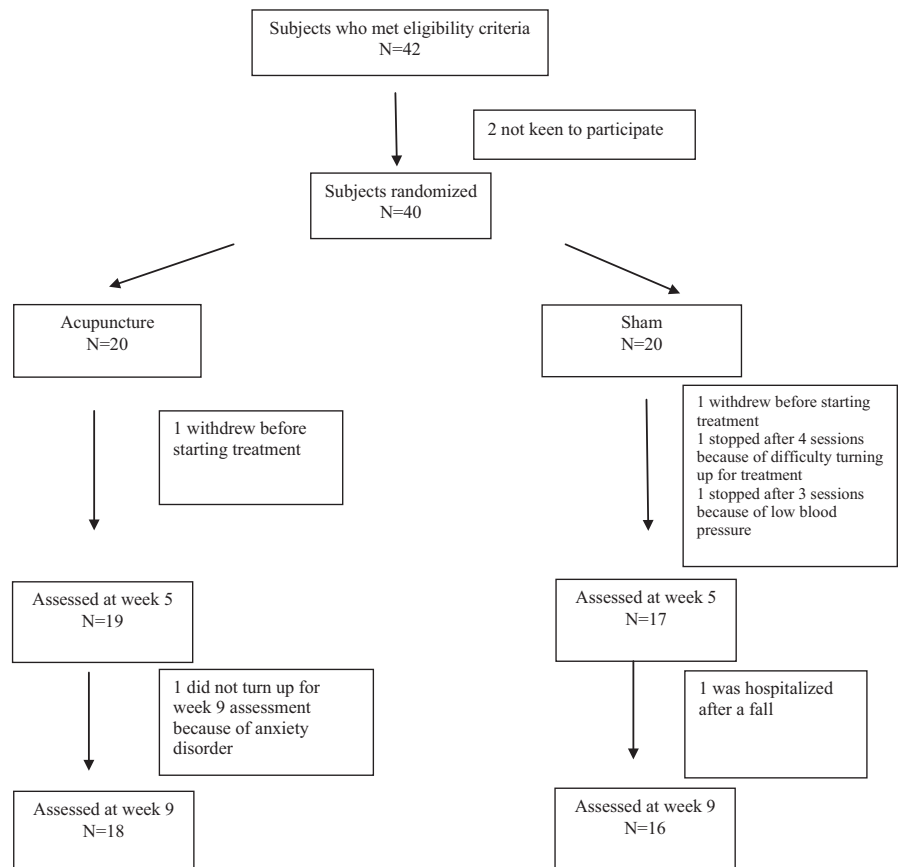 Subjects who met eligibility criteria
N=42
2 not keen to participate
Subjects randomized
N=40
Acupuncture
N=20
Sham
N=20
1 withdrew before
starting treatment
1 withdrew before starting
treatment
1 stopped after 4 sessions
because of difficulty turning
up for treatment
1 stopped after 3 sessions
because of low blood
pressure
Assessed at week 5
N=19
Assessed at week 5
N=17
1 did not turn up for
week 9 assessment
because of anxiety
disorder
1 was hospitalized
after a fall
Assessed at week 9
N=18
Assessed at week 9
N=16